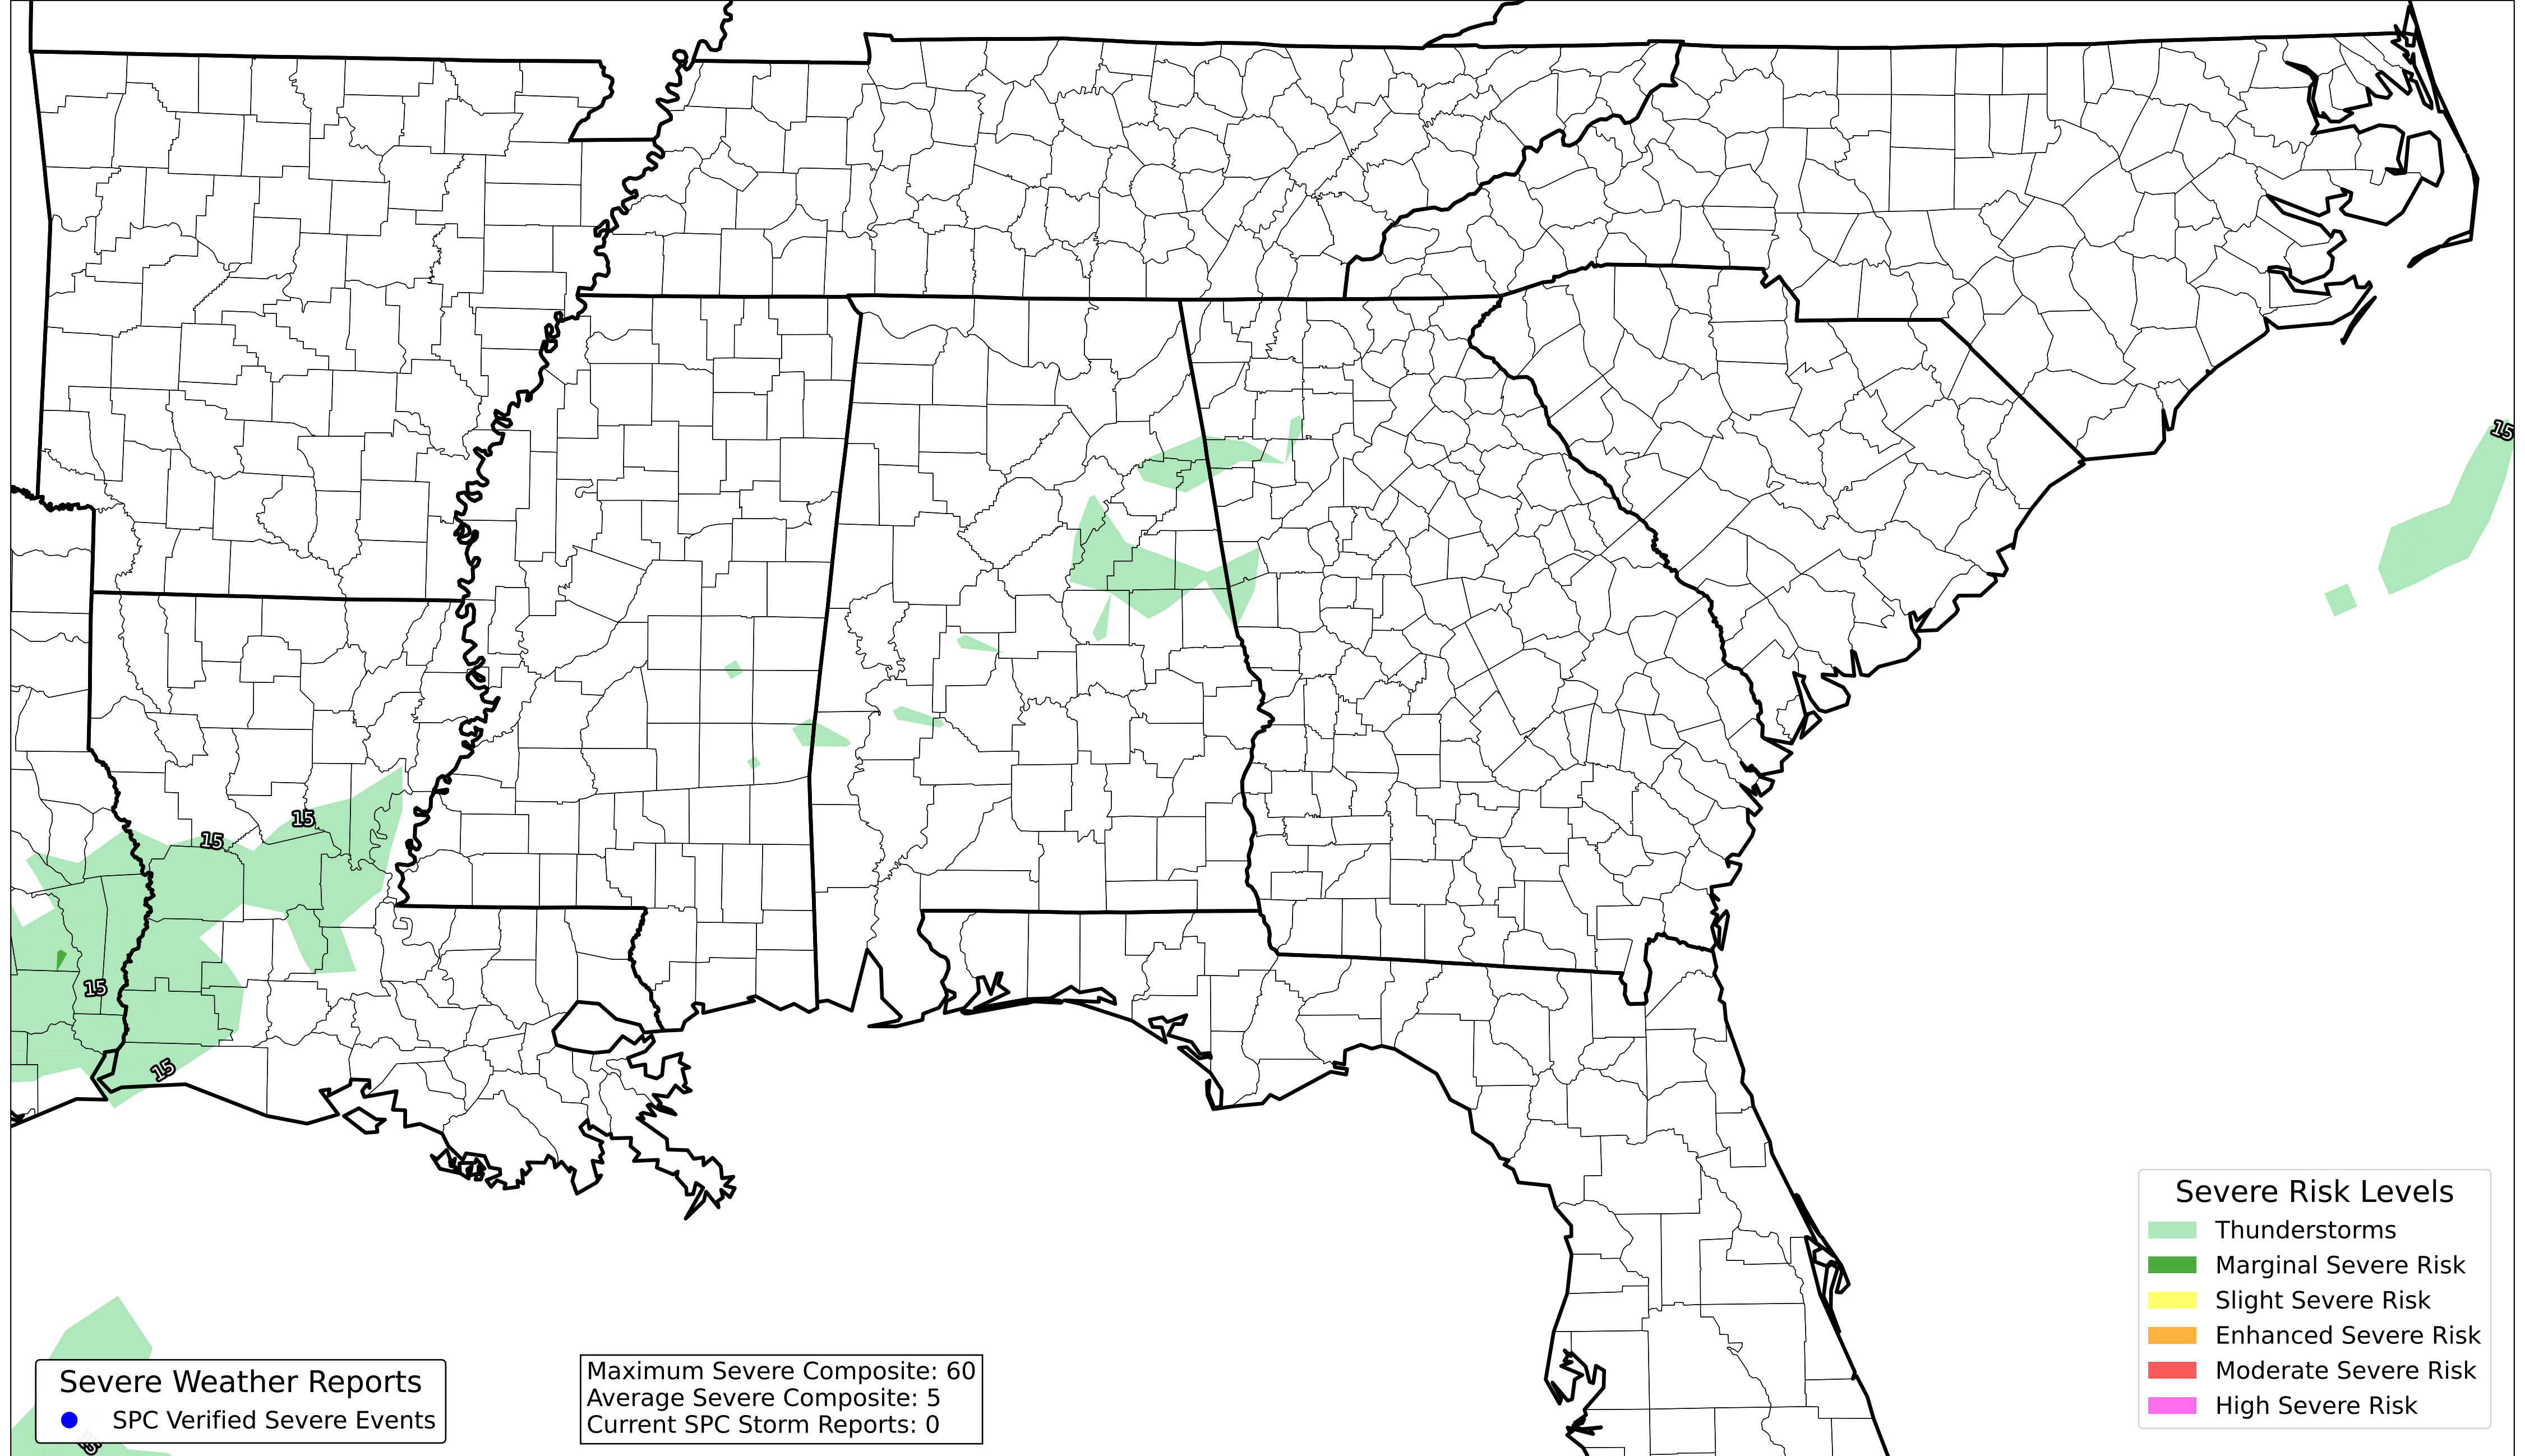 15
15
15
15
15
15
Severe Risk Levels
Thunderstorms
Marginal Severe Risk
Slight Severe Risk
Enhanced Severe Risk
Moderate Severe Risk
High Severe Risk
Maximum Severe Composite: 60
Average Severe Composite: 5
Current SPC Storm Reports: 0
Severe Weather Reports
SPC Verified Severe Events